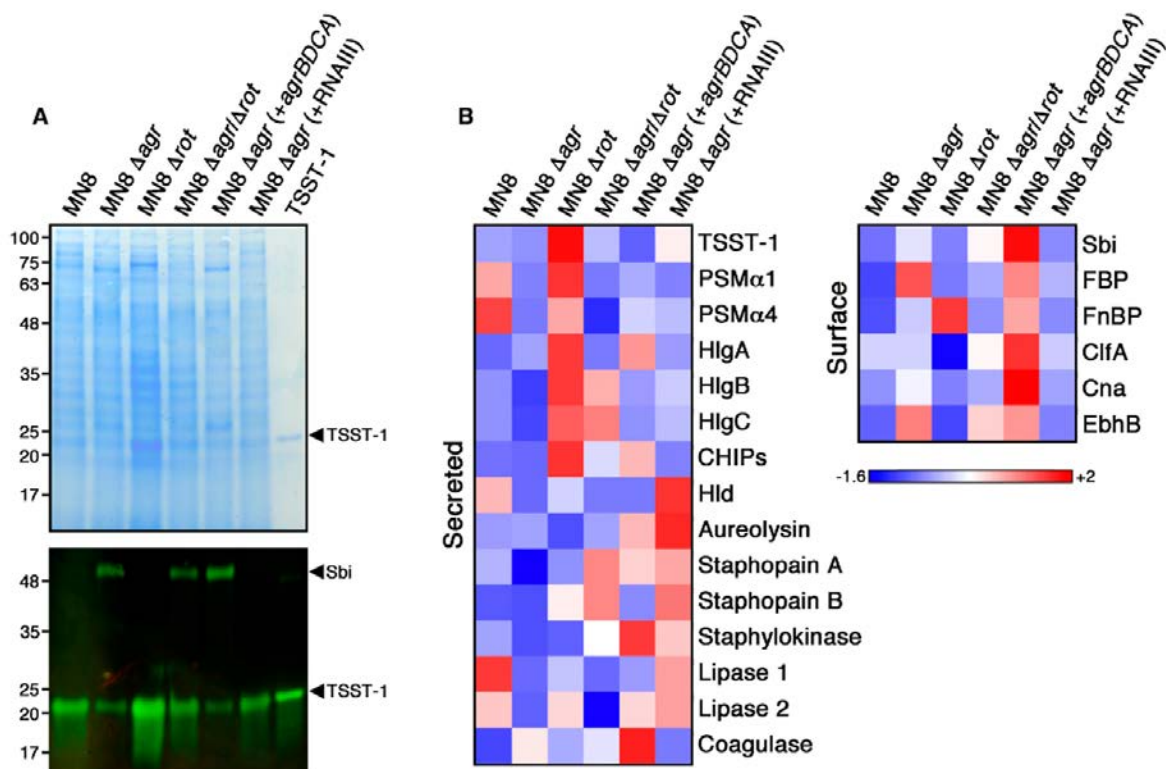 A
MN8
MN8 Δagr
MN8 Δrot
MN8 Δagr/Δrot
MN8 Δagr (+agrBDCA)
MN8 Δagr (+RNAIII)
TSST-1
100
75
63
48
35
25
20
17
TSST-1
48
35
25
20
17
Sbi
TSST-1
B
MN8
MN8 Δagr
MN8 Δrot
MN8 Δagr/Δrot
MN8 Δagr (+agrBDCA)
MN8 Δagr (+RNAIII)
Secreted
TSST-1
PSMα1
PSMα4
HlgA
HlgB
HlgC
CHIPs
Hld
Aureolysin
Staphopain A
Staphopain B
Staphylokinase
Lipase 1
Lipase 2
Coagulase
MN8
MN8 Δagr
MN8 Δrot
MN8 Δagr/Δrot
MN8 Δagr (+agrBDCA)
MN8 Δagr (+RNAIII)
Surface
Sbi
FBP
FnBP
ClfA
Cna
EbhB
-1.6 +2